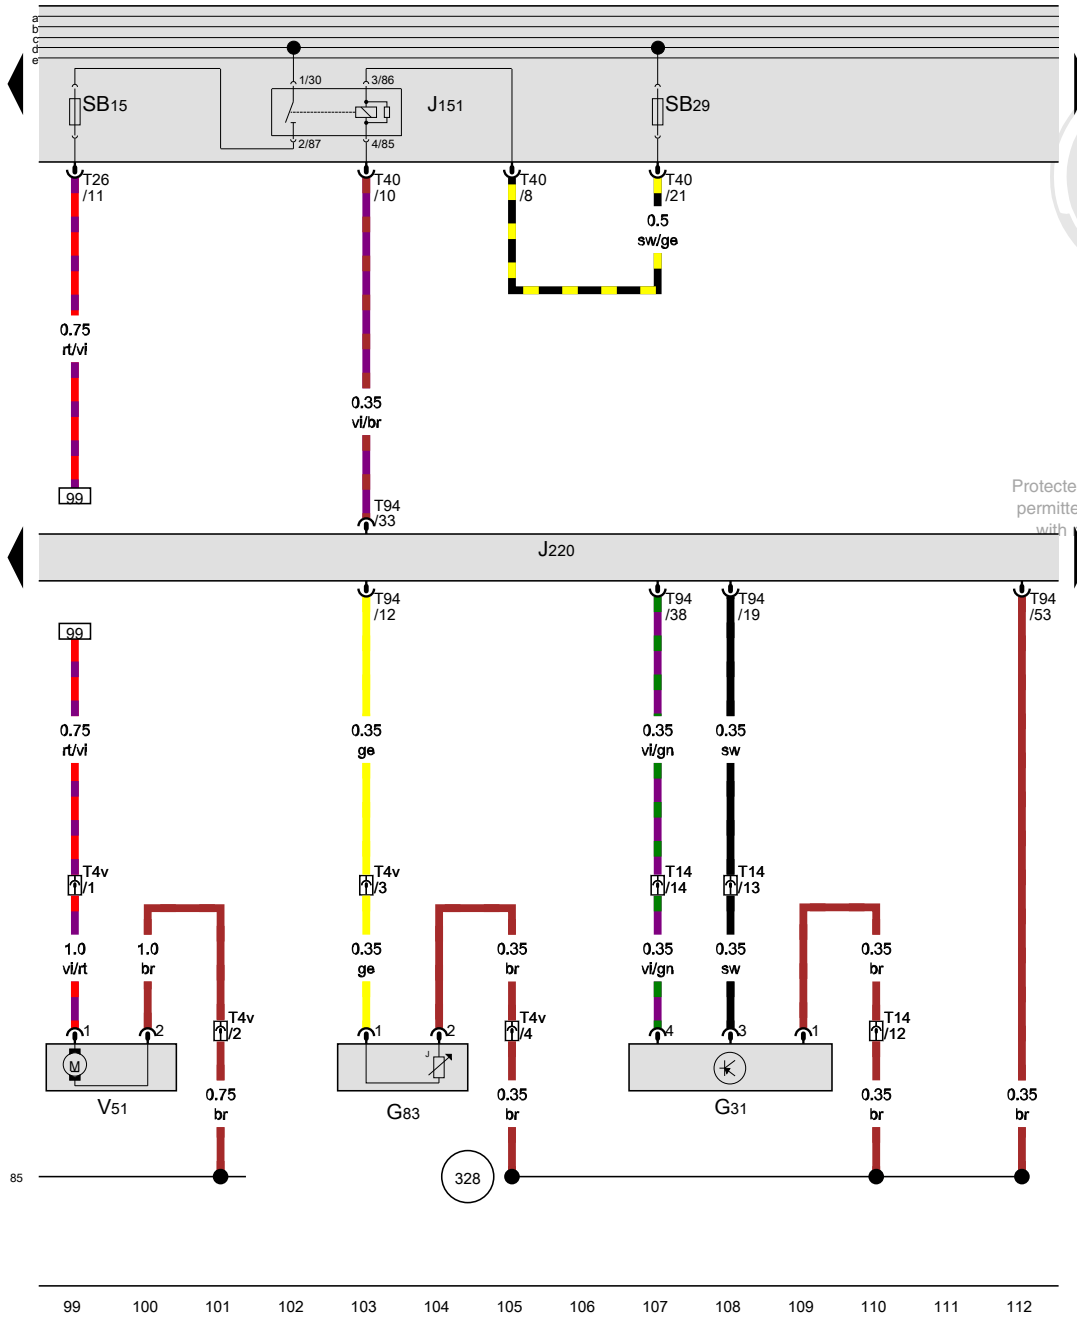 a
b
c
d
e
1/30
3/86
SB15
J151
SB29
2/87
4/85
T26
/11
T40
/10
T40
/8
T40
/21
0.5
sw/ge
0.75
rt/vi
0.35
vi/br
99
T94
/33
Protecte
permitte
with
J220
T94
/12
T94
/38
T94
/19
T94
/53
99
0.75
rt/vi
0.35
ge
0.35
vi/gn
0.35
sw
T4v
/1
T4v
/3
T14
/14
T14
/13
1.0
vi/rt
1.0
br
0.35
ge
0.35
br
0.35
vi/gn
0.35
sw
0.35
br
T4v
/2
T4v
/4
T14
/12
1
2
1
2
4
3
1
M
J
V51
G83
G31
0.75
br
0.35
br
0.35
br
0.35
br
85
328
99 100 101 102 103 104 105 106 107 108 109 110 111 112